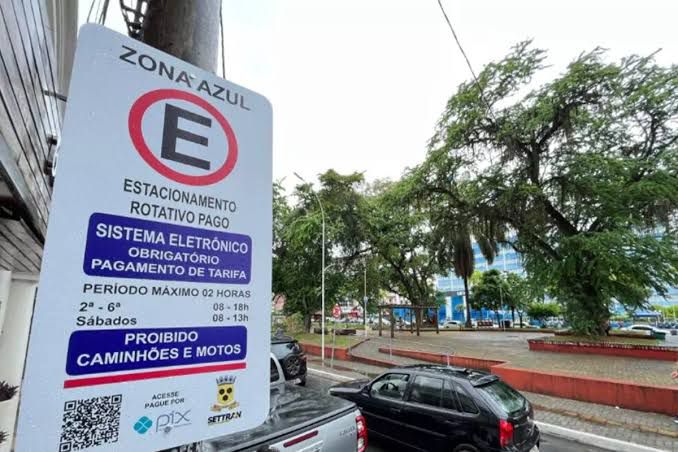 ZONA AZUL
E
ESTACIONAMENTO
ROTATIVO PAGO
SISTEMA ELETRÔNICO
OBRIGATÓRIO
PAGAMENTO DE TARIFA
PERÍODO MÁXIMO 02 HORAS
2ª - 6ª 08 - 18h
Sábados 08 - 13h
PROIBIDO
CAMINHÕES E MOTOS
ACESSE
PAGUE POR
pix
SETTRAN